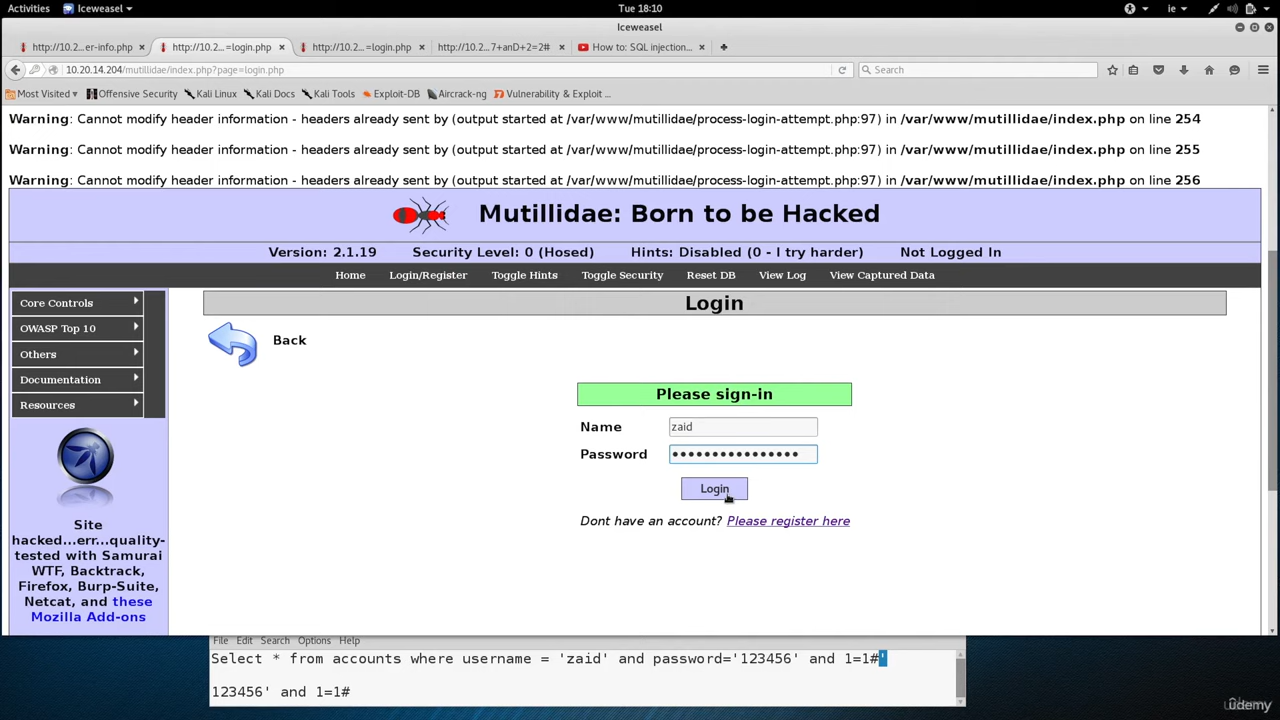 Activities Iceweasel Tue 18:10 ie
Iceweasel
http://10.2...er-info.php × http://10.2...=login.php × http://10.2...=login.php × http://10.2...7+anD+2=2# × How to: SQL injection... ×
10.20.14.204/mutillidae/index.php?page=login.php Search
Most Visited Offensive Security Kali Linux Kali Docs Kali Tools Exploit-DB Aircrack-ng Vulnerability & Exploit ...
Warning: Cannot modify header information - headers already sent by (output started at /var/www/mutillidae/process-login-attempt.php:97) in /var/www/mutillidae/index.php on line 254
Warning: Cannot modify header information - headers already sent by (output started at /var/www/mutillidae/process-login-attempt.php:97) in /var/www/mutillidae/index.php on line 255
Warning: Cannot modify header information - headers already sent by (output started at /var/www/mutillidae/process-login-attempt.php:97) in /var/www/mutillidae/index.php on line 256
Mutillidae: Born to be Hacked
Version: 2.1.19 Security Level: 0 (Hosed) Hints: Disabled (0 - I try harder) Not Logged In
Home Login/Register Toggle Hints Toggle Security Reset DB View Log View Captured Data
Core Controls
OWASP Top 10
Others
Documentation
Resources
Site
hacked...err...quality-
tested with Samurai
WTF, Backtrack,
Firefox, Burp-Suite,
Netcat, and these
Mozilla Add-ons
Login
Back
Please sign-in
Name zaid
Password ••••••••••••••••
Login
Dont have an account? Please register here
File Edit Search Options Help
Select * from accounts where username = 'zaid' and password='123456' and 1=1#'
123456' and 1=1#
ûdemy